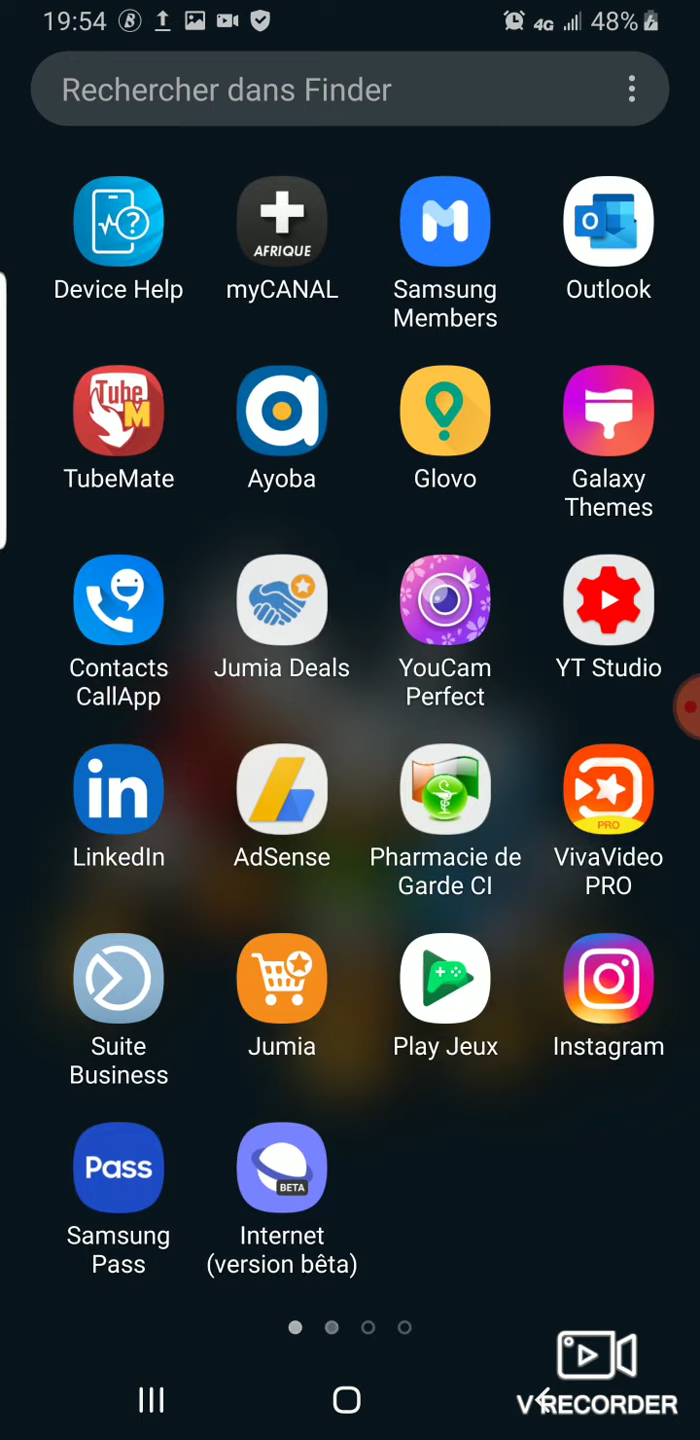 19:54
4G 48%
Rechercher dans Finder
AFRIQUE
Device Help
myCANAL
Samsung Members
Outlook
Tube M
TubeMate
Ayoba
Glovo
Galaxy Themes
Contacts CallApp
Jumia Deals
YouCam Perfect
YT Studio
in
LinkedIn
AdSense
Pharmacie de Garde CI
PRO
VivaVideo PRO
Suite Business
Jumia
Play Jeux
Instagram
Pass
Samsung Pass
BETA
Internet (version bêta)
V RECORDER